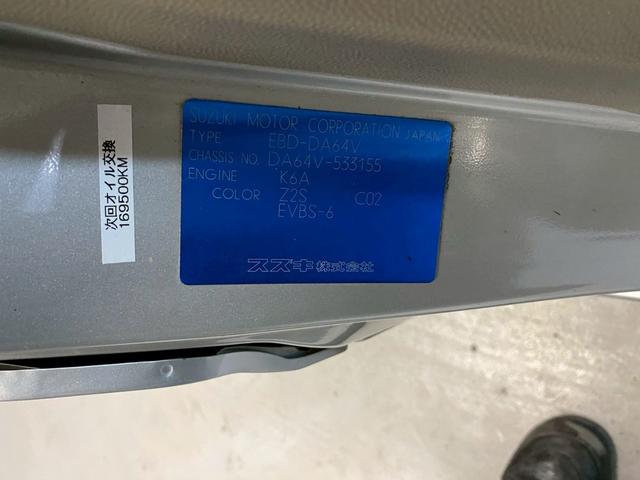 次回オイル交換
169500KM
SUZUKI MOTOR CORPORATION JAPAN
TYPE EBD-DA64V
CHASSIS NO. DA64V-533155
ENGINE K6A
COLOR Z2S C02
EVBS-6
スズキ株式会社